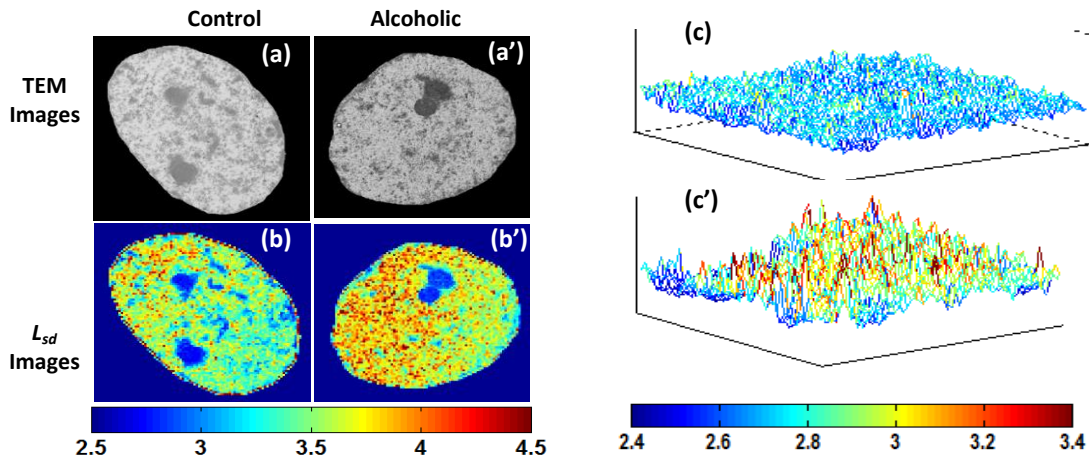 Control
Alcoholic
TEM
Images
(a)
(a’)
L_sd
Images
(b)
(b’)
2.5 3 3.5 4 4.5
(c)
(c’)
2.4 2.6 2.8 3 3.2 3.4